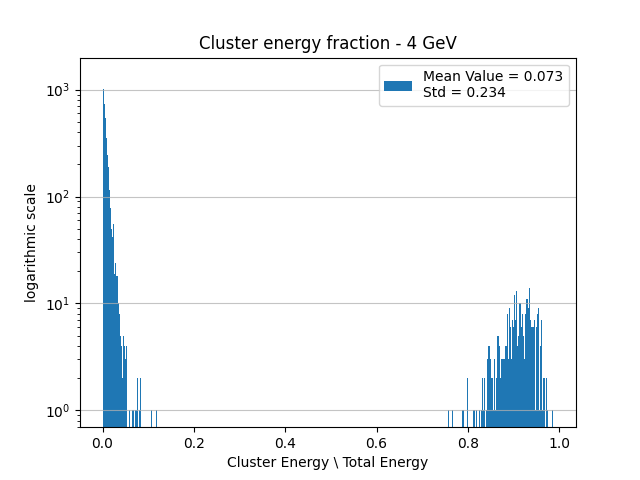 Cluster energy fraction - 4 GeV
Mean Value = 0.073
Std = 0.234
logarithmic scale
10³
10²
10¹
10⁰
0.0 0.2 0.4 0.6 0.8 1.0
Cluster Energy \ Total Energy